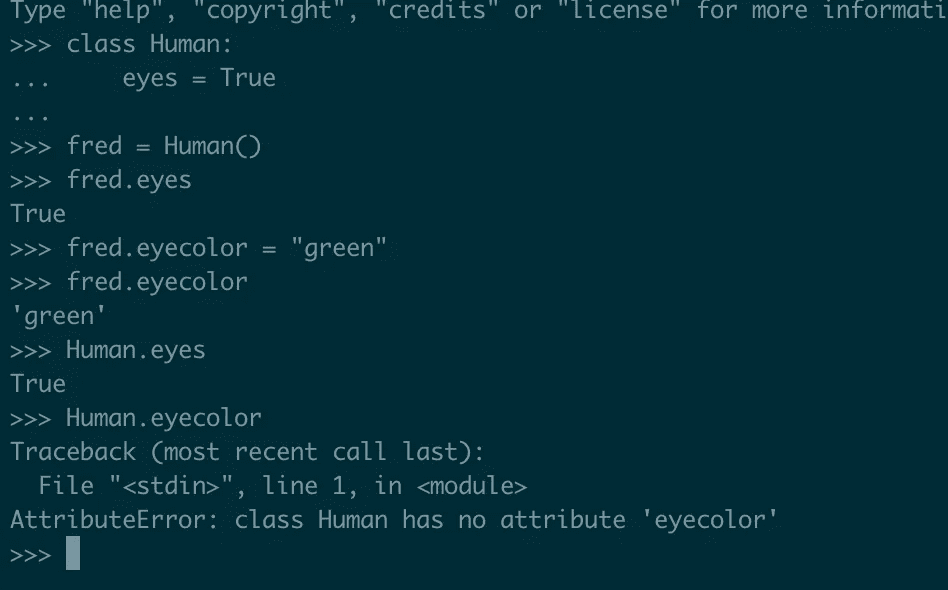 Type "help", "copyright", "credits" or "license" for more informati
>>> class Human:
...     eyes = True
...
>>> fred = Human()
>>> fred.eyes
True
>>> fred.eyecolor = "green"
>>> fred.eyecolor
'green'
>>> Human.eyes
True
>>> Human.eyecolor
Traceback (most recent call last):
  File "<stdin>", line 1, in <module>
AttributeError: class Human has no attribute 'eyecolor'
>>>